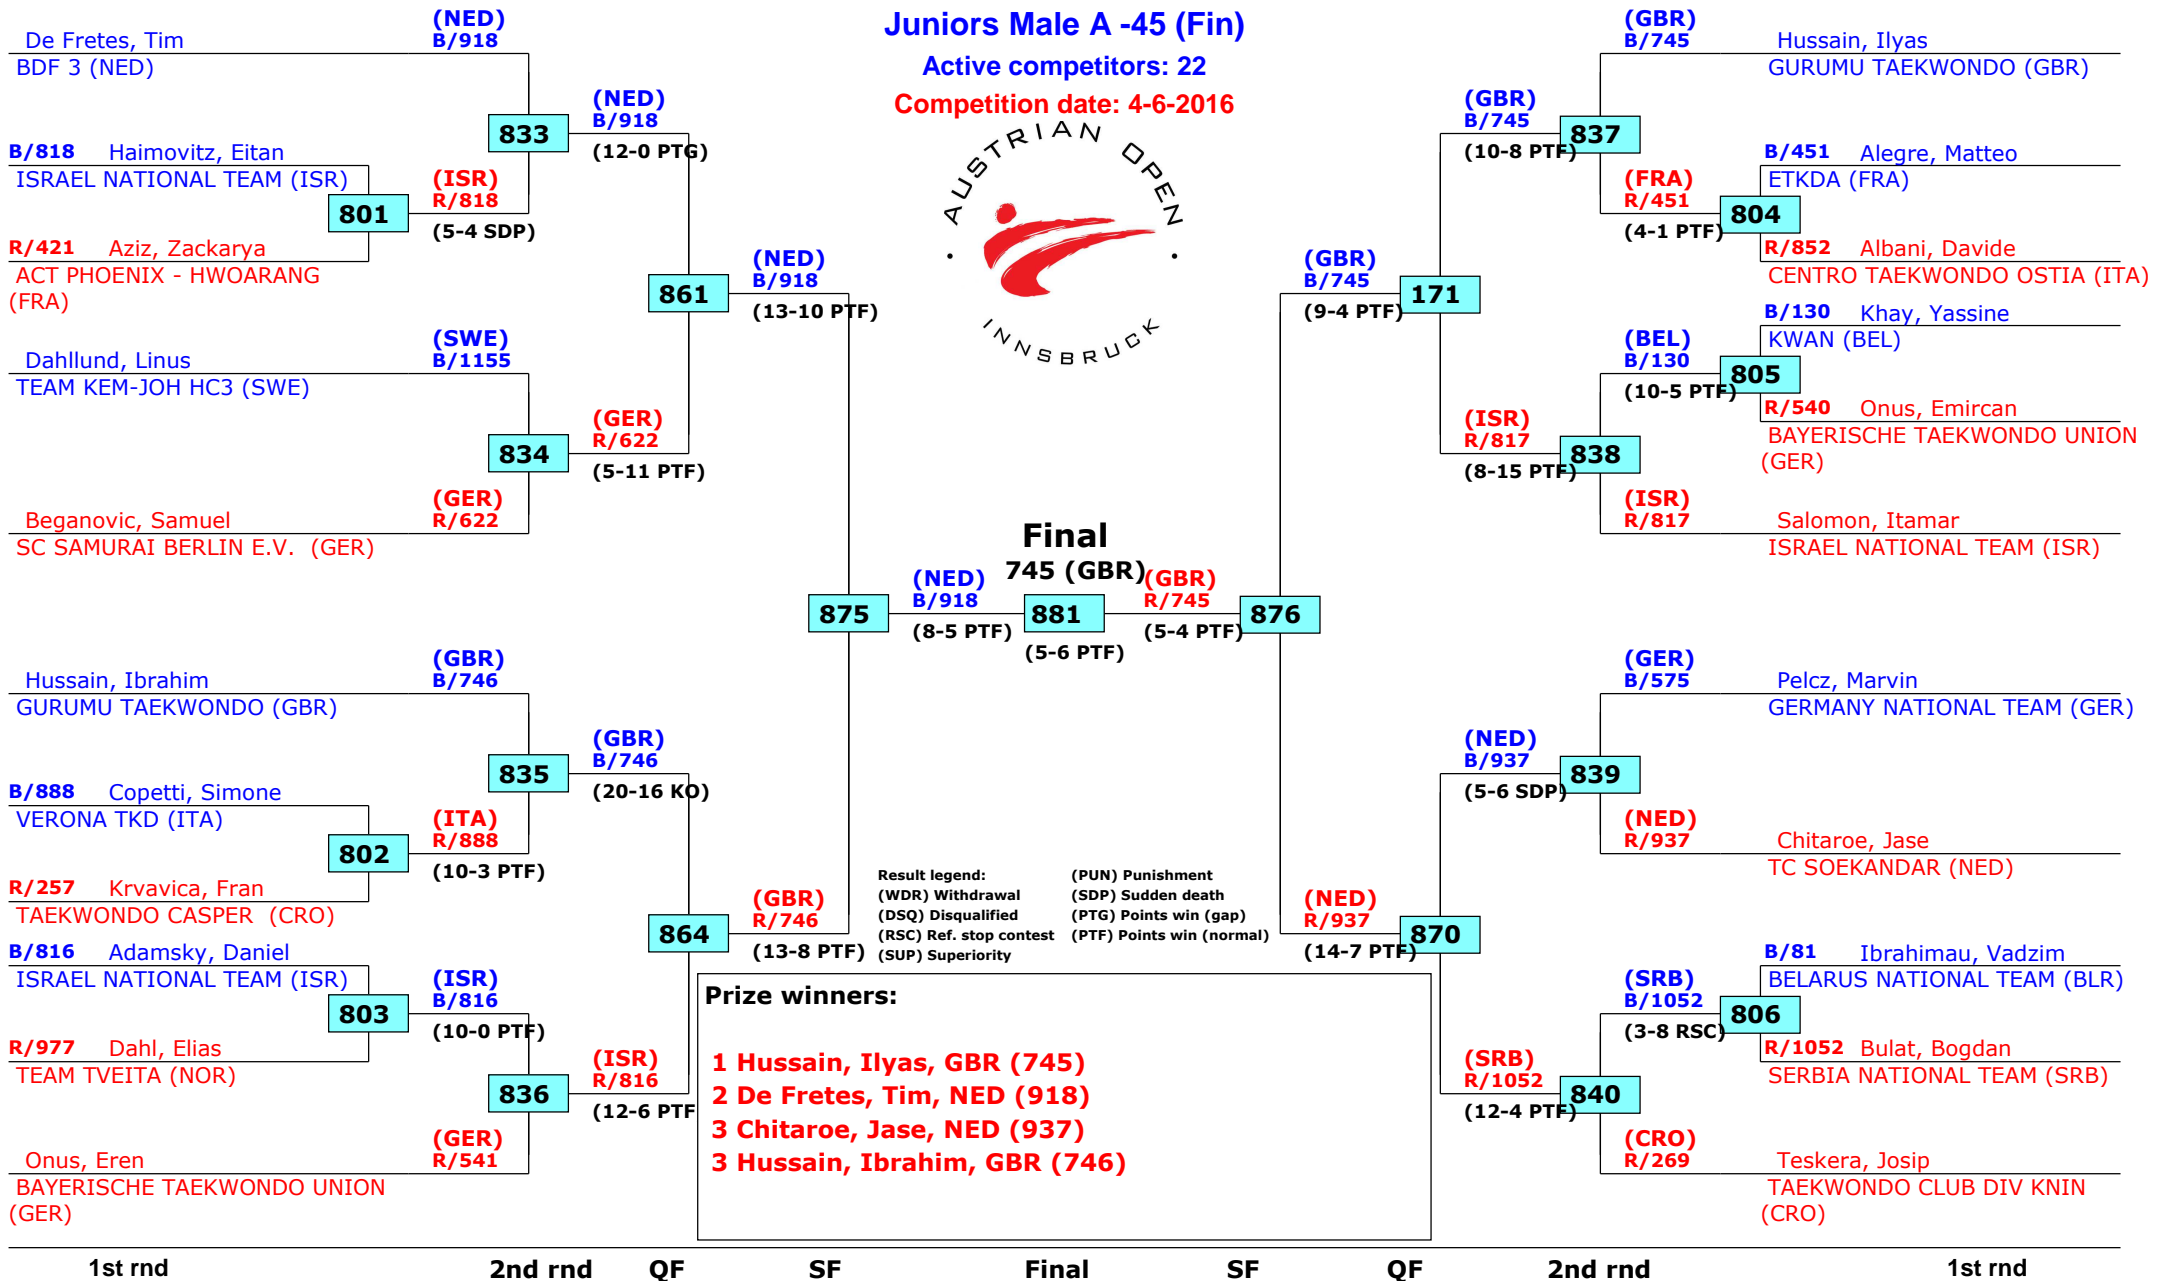 Juniors Male A -45 (Fin)
Active competitors: 22
Competition date: 4-6-2016
AUSTRIAN OPEN
INNSBRUCK
De Fretes, Tim
BDF 3 (NED)
(NED)
B/918
B/818 Haimovitz, Eitan
ISRAEL NATIONAL TEAM (ISR)
801
R/421 Aziz, Zackarya
ACT PHOENIX - HWOARANG
(FRA)
(ISR)
R/818
(5-4 SDP)
833
(NED)
B/918
(12-0 PTG)
Dahllund, Linus
TEAM KEM-JOH HC3 (SWE)
(SWE)
B/1155
834
Beganovic, Samuel
SC SAMURAI BERLIN E.V. (GER)
(GER)
R/622
(GER)
R/622
(5-11 PTF)
861
(NED)
B/918
(13-10 PTF)
Hussain, Ibrahim
GURUMU TAEKWONDO (GBR)
(GBR)
B/746
B/888 Copetti, Simone
VERONA TKD (ITA)
802
R/257 Krvavica, Fran
TAEKWONDO CASPER (CRO)
(ITA)
R/888
(10-3 PTF)
835
(GBR)
B/746
(20-16 KO)
B/816 Adamsky, Daniel
ISRAEL NATIONAL TEAM (ISR)
803
R/977 Dahl, Elias
TEAM TVEITA (NOR)
(ISR)
B/816
(10-0 PTF)
836
Onus, Eren
BAYERISCHE TAEKWONDO UNION
(GER)
(GER)
R/541
(ISR)
R/816
(12-6 PTF
864
(GBR)
R/746
(13-8 PTF)
875
(NED)
B/918
(8-5 PTF)
Final
745 (GBR)
881
(5-6 PTF)
(GBR)
R/745
(5-4 PTF)
876
(GBR)
B/745
(9-4 PTF)
171
(GBR)
B/745
(10-8 PTF)
837
(GBR)
B/745
Hussain, Ilyas
GURUMU TAEKWONDO (GBR)
(FRA)
R/451
(4-1 PTF)
804
B/451 Alegre, Matteo
ETKDA (FRA)
R/852 Albani, Davide
CENTRO TAEKWONDO OSTIA (ITA)
(ISR)
R/817
(8-15 PTF)
838
(BEL)
B/130
(10-5 PTF)
805
B/130 Khay, Yassine
KWAN (BEL)
R/540 Onus, Emircan
BAYERISCHE TAEKWONDO UNION
(GER)
(ISR)
R/817
Salomon, Itamar
ISRAEL NATIONAL TEAM (ISR)
(NED)
R/937
(14-7 PTF)
870
(NED)
B/937
(5-6 SDP)
839
(GER)
B/575
Pelcz, Marvin
GERMANY NATIONAL TEAM (GER)
(NED)
R/937
Chitaroe, Jase
TC SOEKANDAR (NED)
(SRB)
R/1052
(12-4 PTF)
840
(SRB)
B/1052
(3-8 RSC)
806
B/81 Ibrahimau, Vadzim
BELARUS NATIONAL TEAM (BLR)
R/1052 Bulat, Bogdan
SERBIA NATIONAL TEAM (SRB)
(CRO)
R/269
Teskera, Josip
TAEKWONDO CLUB DIV KNIN
(CRO)
Result legend: (PUN) Punishment
(WDR) Withdrawal (SDP) Sudden death
(DSQ) Disqualified (PTG) Points win (gap)
(RSC) Ref. stop contest (PTF) Points win (normal)
(SUP) Superiority
Prize winners:
1 Hussain, Ilyas, GBR (745)
2 De Fretes, Tim, NED (918)
3 Chitaroe, Jase, NED (937)
3 Hussain, Ibrahim, GBR (746)
1st rnd 2nd rnd QF SF Final SF QF 2nd rnd 1st rnd